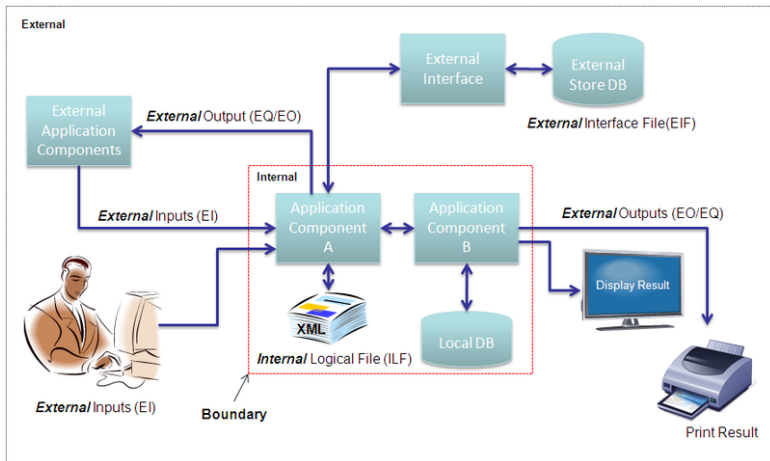 External
External
Interface
External
Store DB
External
Application
Components
External Output (EQ/EO)
External Interface File(EIF)
Internal
External Inputs (EI)
Application
Component
A
Application
Component
B
External Outputs (EO/EQ)
Display Result
XML
Local DB
Internal Logical File (ILF)
External Inputs (EI)
Boundary
Print Result